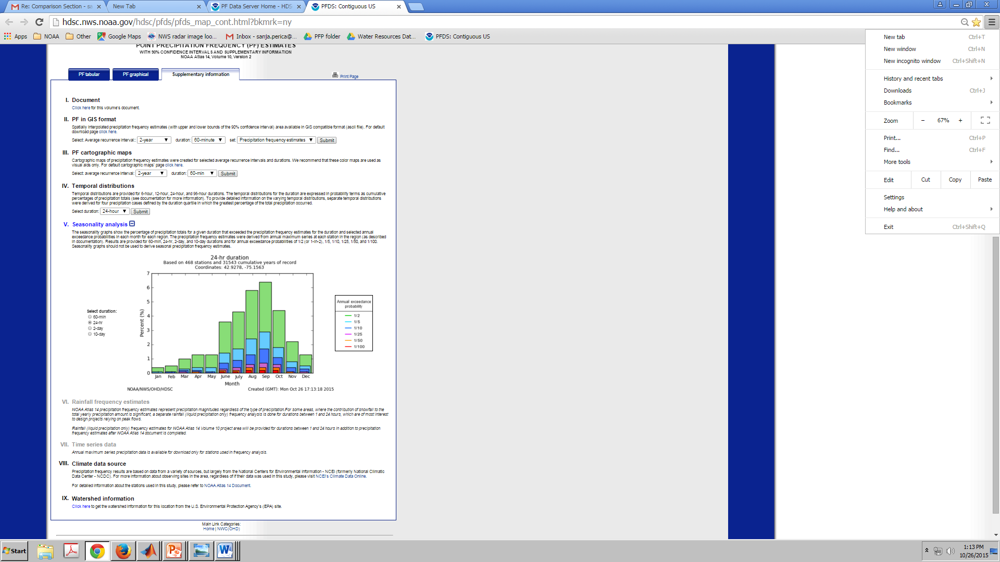 Re: Comparison Section - sa
New Tab
PF Data Server Home - HDS
PFDS: Contiguous US
hdsc.nws.noaa.gov/hdsc/pfds/pfds_map_cont.html?bkmrk=ny
Apps
NOAA
Other
Google Maps
NWS radar image loo...
Inbox - sanja.perica@...
PFP folder
Water Resources Dat...
PFDS: Contiguous US
New tab Ctrl+T
New window Ctrl+N
New incognito window Ctrl+Shift+N
History and recent tabs
Downloads Ctrl+J
Bookmarks
Zoom − 67% +
Print... Ctrl+P
Find... Ctrl+F
More tools
Edit Cut Copy Paste
Settings
Help and about
Exit Ctrl+Shift+Q
POINT PRECIPITATION FREQUENCY (PF) ESTIMATES
WITH 90% CONFIDENCE INTERVALS AND SUPPLEMENTARY INFORMATION
NOAA Atlas 14, Volume 10, Version 2
PF tabular
PF graphical
Supplementary information
Print Page
I. Document
Click here for this volume's document.
II. PF in GIS format
Spatially interpolated precipitation frequency estimates (with upper and lower bounds of the 90% confidence interval) area available in GIS compatible format (ascii file). For default
download page click here.
Select: Average recurrence interval:: 2-year duration: 60-minute set: Precipitation frequency estimates Submit
III. PF cartographic maps
Cartographic maps of precipitation frequency estimates were created for selected average recurrence intervals and durations. We recommend that these color maps are used as
visual aids only. For default cartographic maps' page click here.
Select: average recurrence interval: 2-year duration: 60-min Submit
IV. Temporal distributions
Temporal distributions are provided for 6-hour, 12-hour, 24-hour, and 96-hour durations. The temporal distributions for the duration are expressed in probability terms as cumulative
percentages of precipitation totals (see documentation for more information). To provide detailed information on the varying temporal distributions, separate temporal distributions
were derived for four precipitation cases defined by the duration quartile in which the greatest percentage of the total precipitation occurred.
Select duration: 24-hour Submit
V. Seasonality analysis
The seasonality graphs show the percentage of precipitation totals for a given duration that exceeded the precipitation frequency estimates for the duration and selected annual
exceedance probabilities in each month for each region. The precipitation frequency estimates were derived from annual maximum series at each station in the region (as described
in documentation). Results are provided for 60-min, 24-hr, 2-day, and 10-day durations and for annual exceedance probabilities of 1/2 (or 1-in-2), 1/5, 1/10, 1/25, 1/50, and 1/100.
Seasonality graphs should not be used to derive seasonal precipitation frequency estimates.
24-hr duration
Based on 468 stations and 31543 cumulative years of record
Coordinates: 42.9278, -75.1563
Select duration:
60-min
24-hr
2-day
10-day
Percent (%)
7
6
5
4
3
2
1
0
Jan Feb Mar Apr May June July Aug Sep Oct Nov Dec
Month
Annual exceedance
probability
1/2
1/5
1/10
1/25
1/50
1/100
NOAA/NWS/OHD/HDSC
Created (GMT): Mon Oct 26 17:13:18 2015
VI. Rainfall frequency estimates
NOAA Atlas 14 precipitation frequency estimates represent precipitation magnitudes regardless of the type of precipitation.For some areas, where the contribution of snowfall to the
total yearly precipitation amount is significant, a separate rainfall (liquid precipitation only) frequency analysis is done for durations between 1 and 24 hours, which are of most interest
to design projects relying on peak flows.
Rainfall (liquid precipitation only) frequency estimates for NOAA Atlas 14 Volume 10 project area will be provided for durations between 1 and 24 hours in addition to precipitation
frequency estimates after NOAA Atlas 14 document is completed.
VII. Time series data
Annual maximum series precipitation data is available for download only for stations used in frequency analysis.
VIII. Climate data source
Precipitation frequency results are based on data from a variety of sources, but largely from the National Centers for Environmental Information - NCEI (formerly National Climatic
Data Center - NCDC). For more information about observing sites in the area, regardless of if their data was used in this study, please visit NCEI's Climate Data Online.
For detailed information about the stations used in this study, please refer to NOAA Atlas 14 Document.
IX. Watershed information
Click here to get the watershed information for this location from the U.S. Environmental Protection Agency's (EPA) site.
Main Link Categories:
Home | NWC(OHD)
Start
1:13 PM
10/26/2015